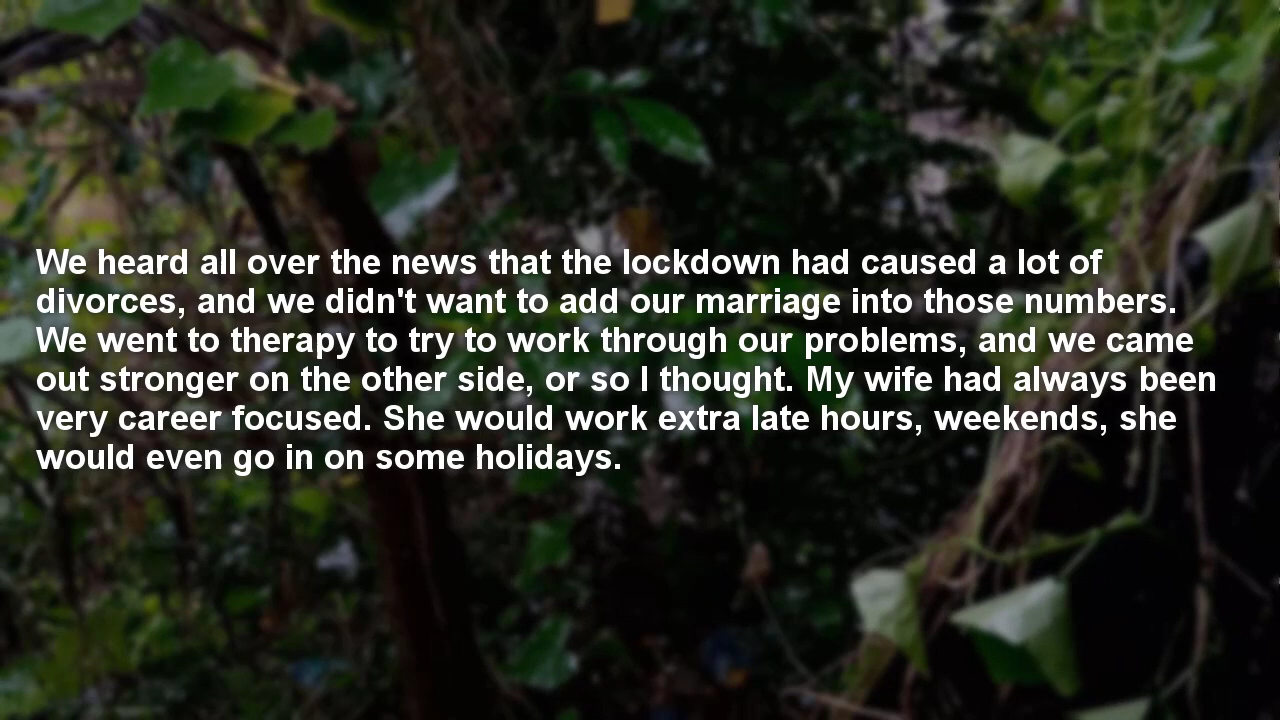 We heard all over the news that the lockdown had caused a lot of
divorces, and we didn't want to add our marriage into those numbers.
We went to therapy to try to work through our problems, and we came
out stronger on the other side, or so I thought. My wife had always been
very career focused. She would work extra late hours, weekends, she
would even go in on some holidays.